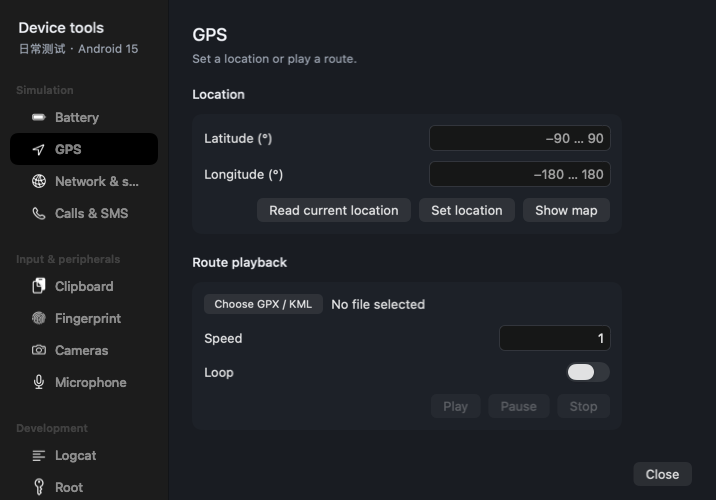 Device tools
日常测试 · Android 15
Simulation
Battery
GPS
Network & s...
Calls & SMS
Input & peripherals
Clipboard
Fingerprint
Cameras
Microphone
Development
Logcat
Root
GPS
Set a location or play a route.
Location
Latitude (°)
−90 ... 90
Longitude (°)
−180 ... 180
Read current location
Set location
Show map
Route playback
Choose GPX / KML
No file selected
Speed
1
Loop
Play
Pause
Stop
Close